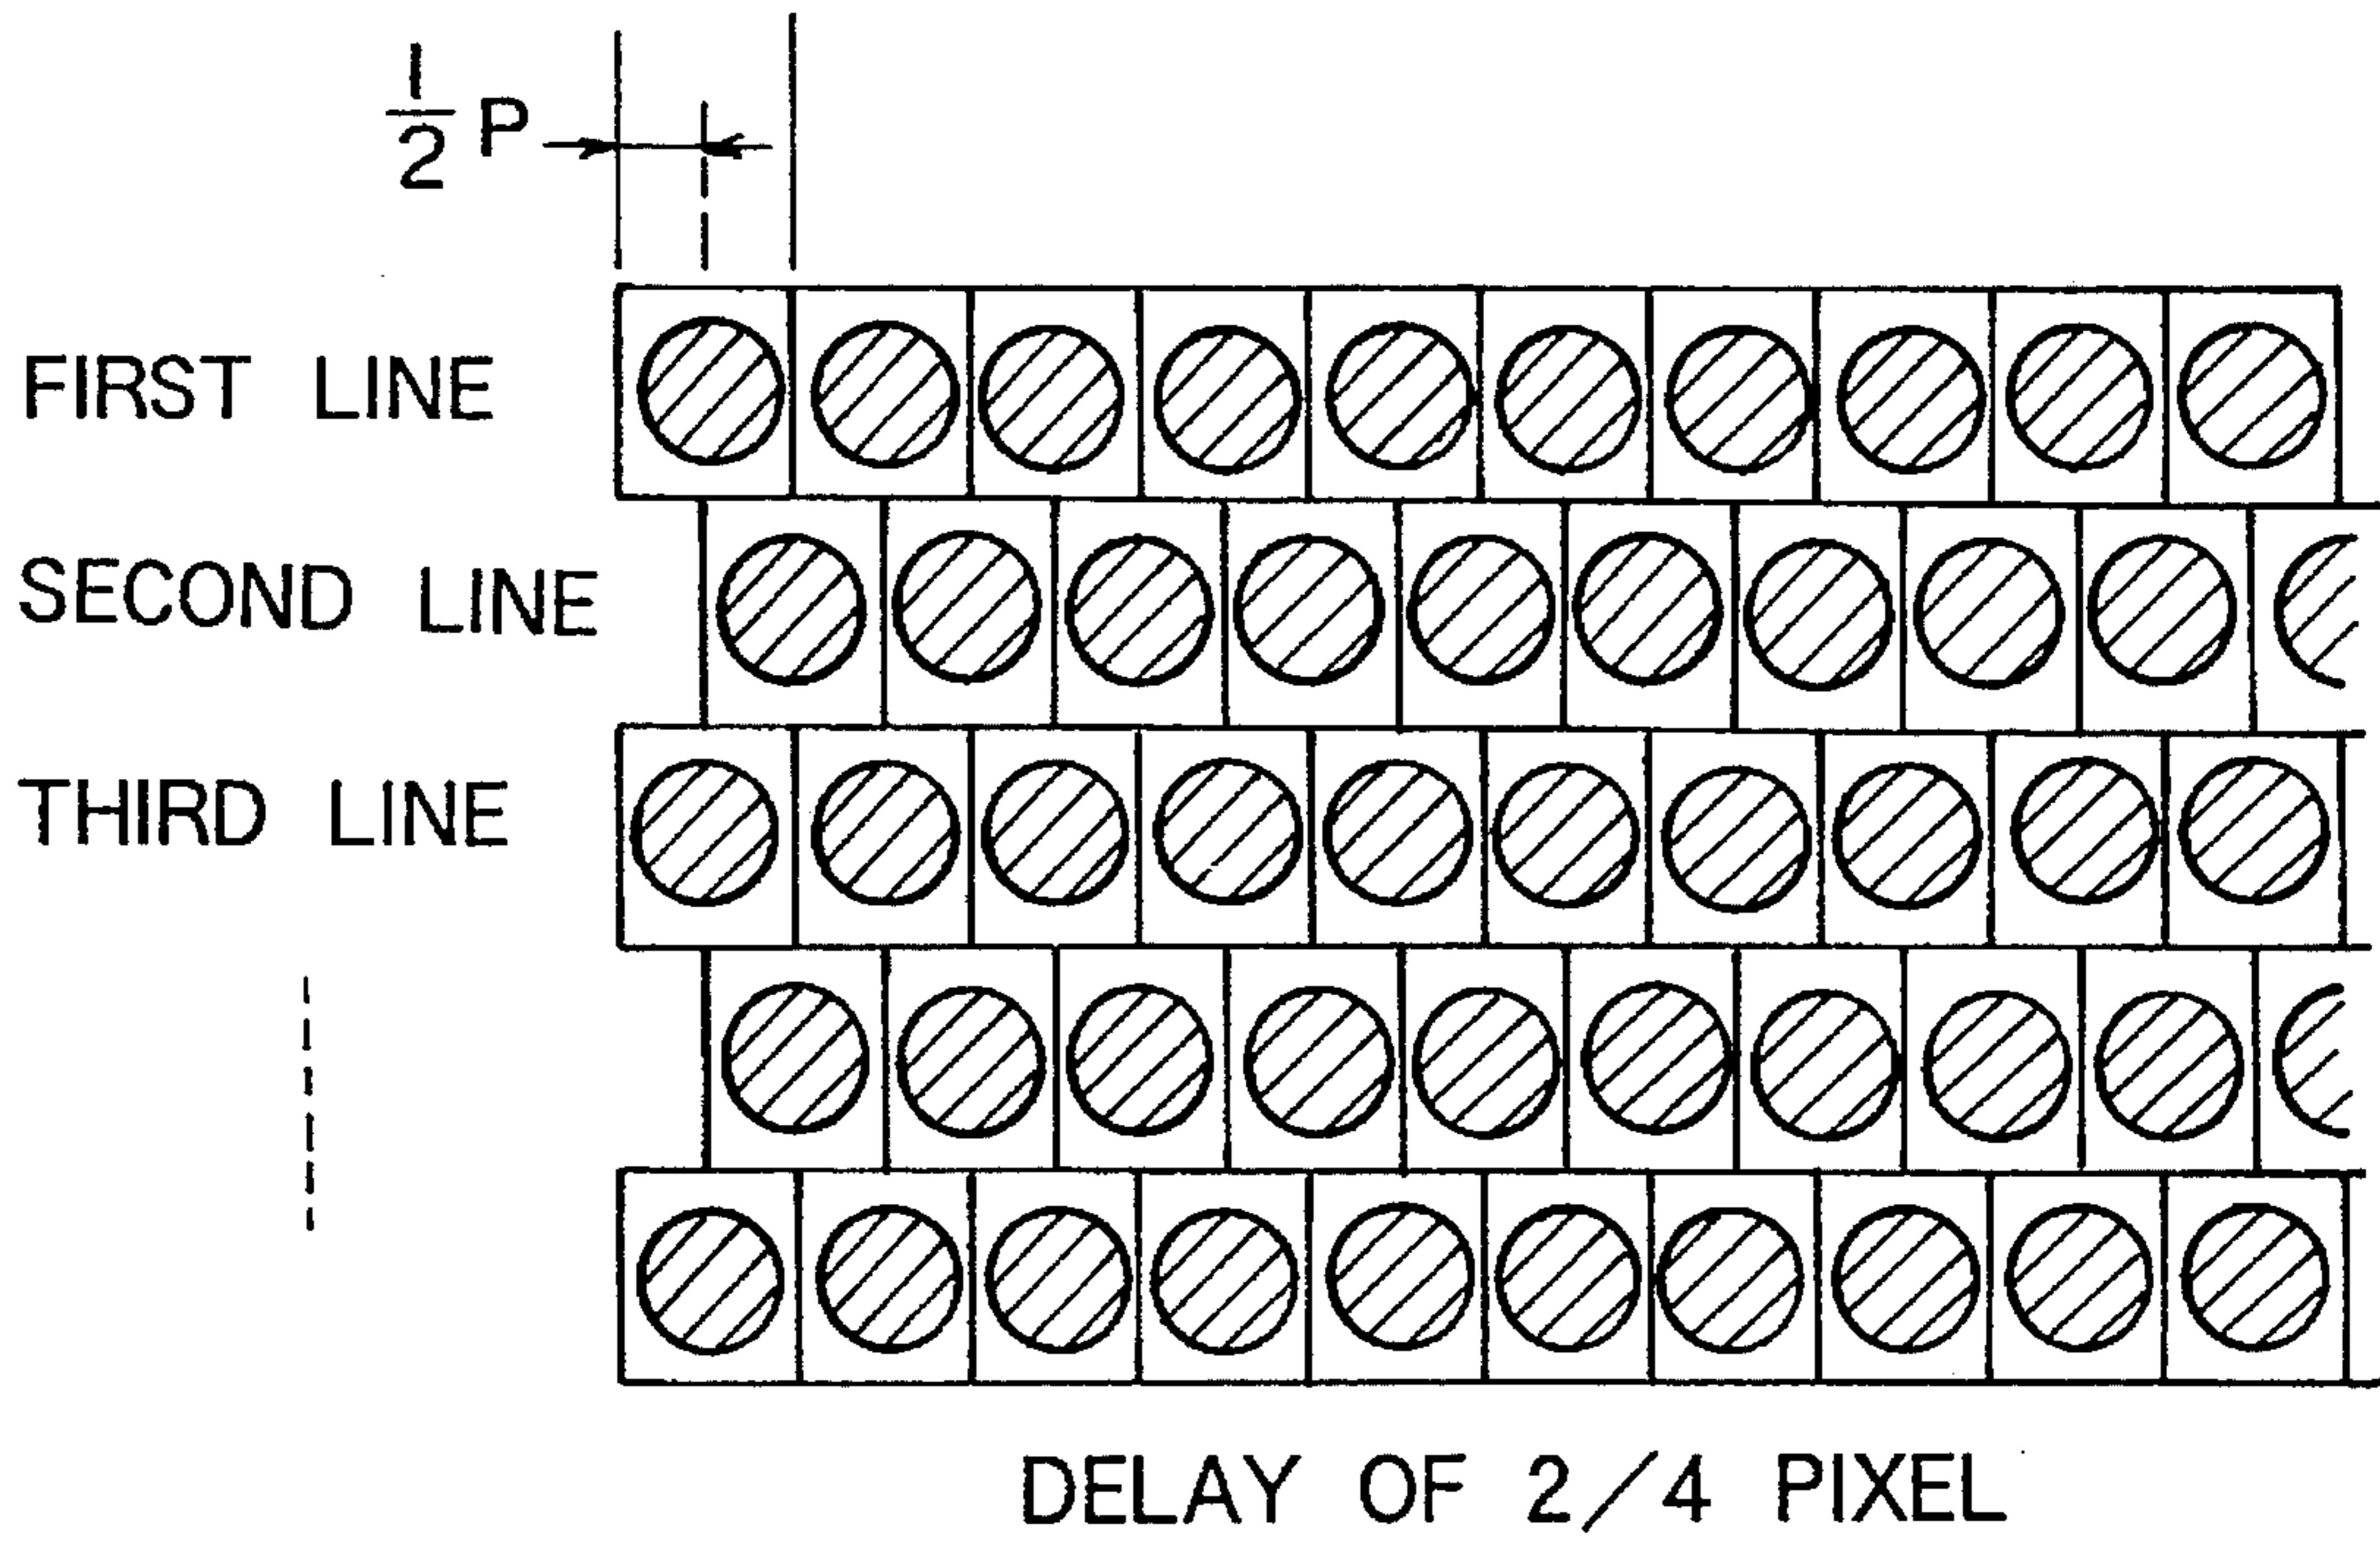 1/2 P
FIRST LINE
SECOND LINE
THIRD LINE
DELAY OF 2/4 PIXEL